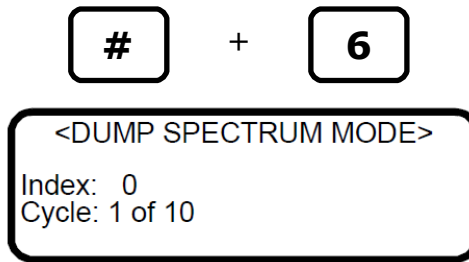 # + 6
<DUMP SPECTRUM MODE>
Index: 0
Cycle: 1 of 10